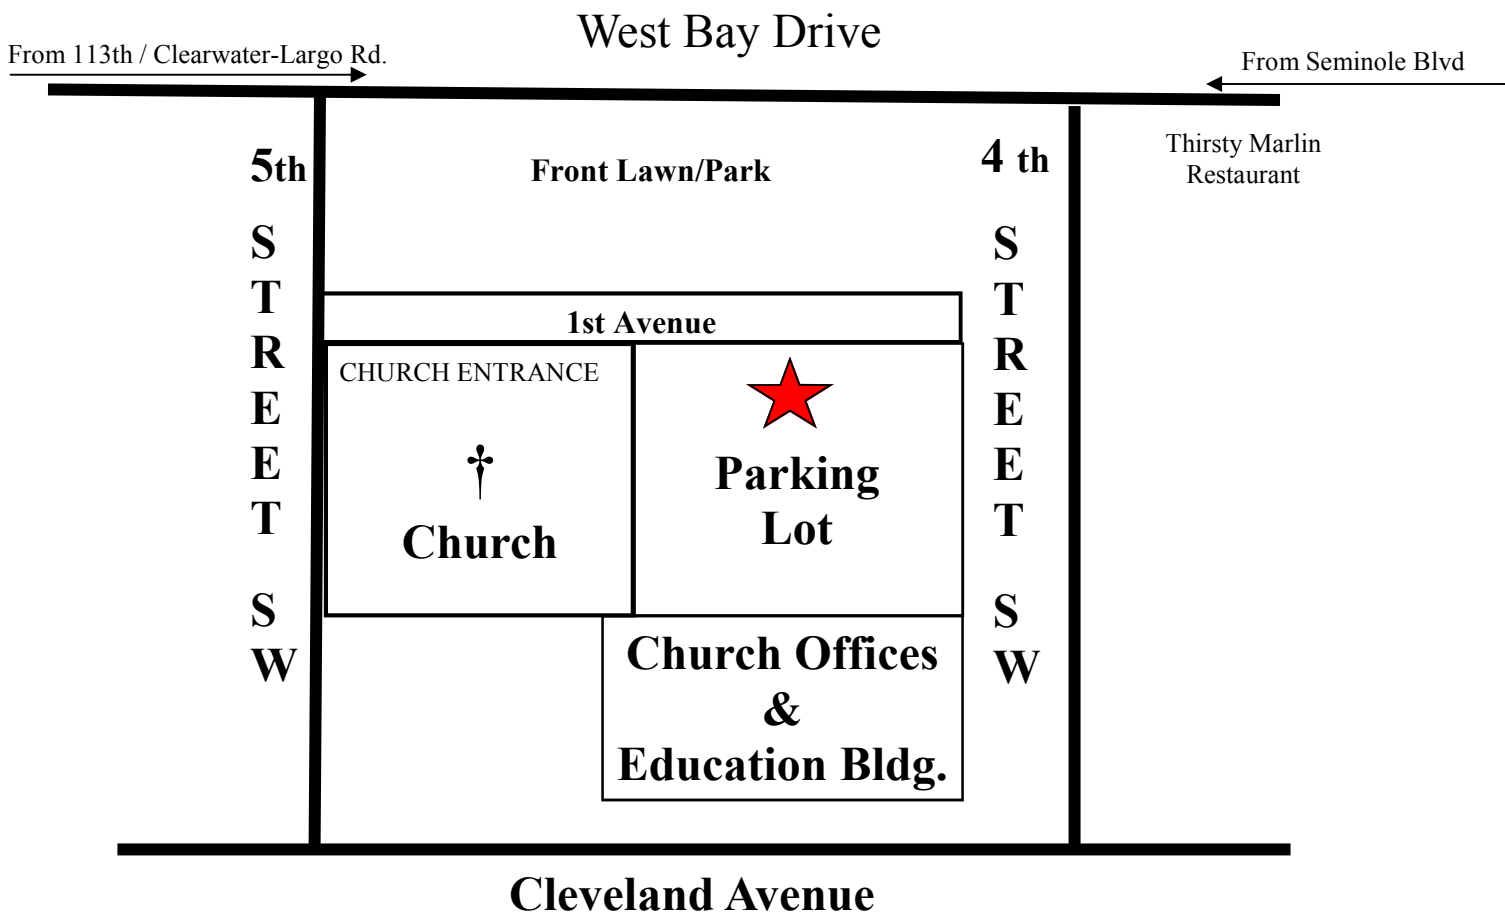 West Bay Drive
From 113th / Clearwater-Largo Rd.
From Seminole Blvd
5th
S
T
R
E
E
T
S
W
Front Lawn/Park
4 th
S
T
R
E
E
T
S
W
Thirsty Marlin
Restaurant
1st Avenue
CHURCH ENTRANCE
†
Church
Parking
Lot
Church Offices
&
Education Bldg.
Cleveland Avenue